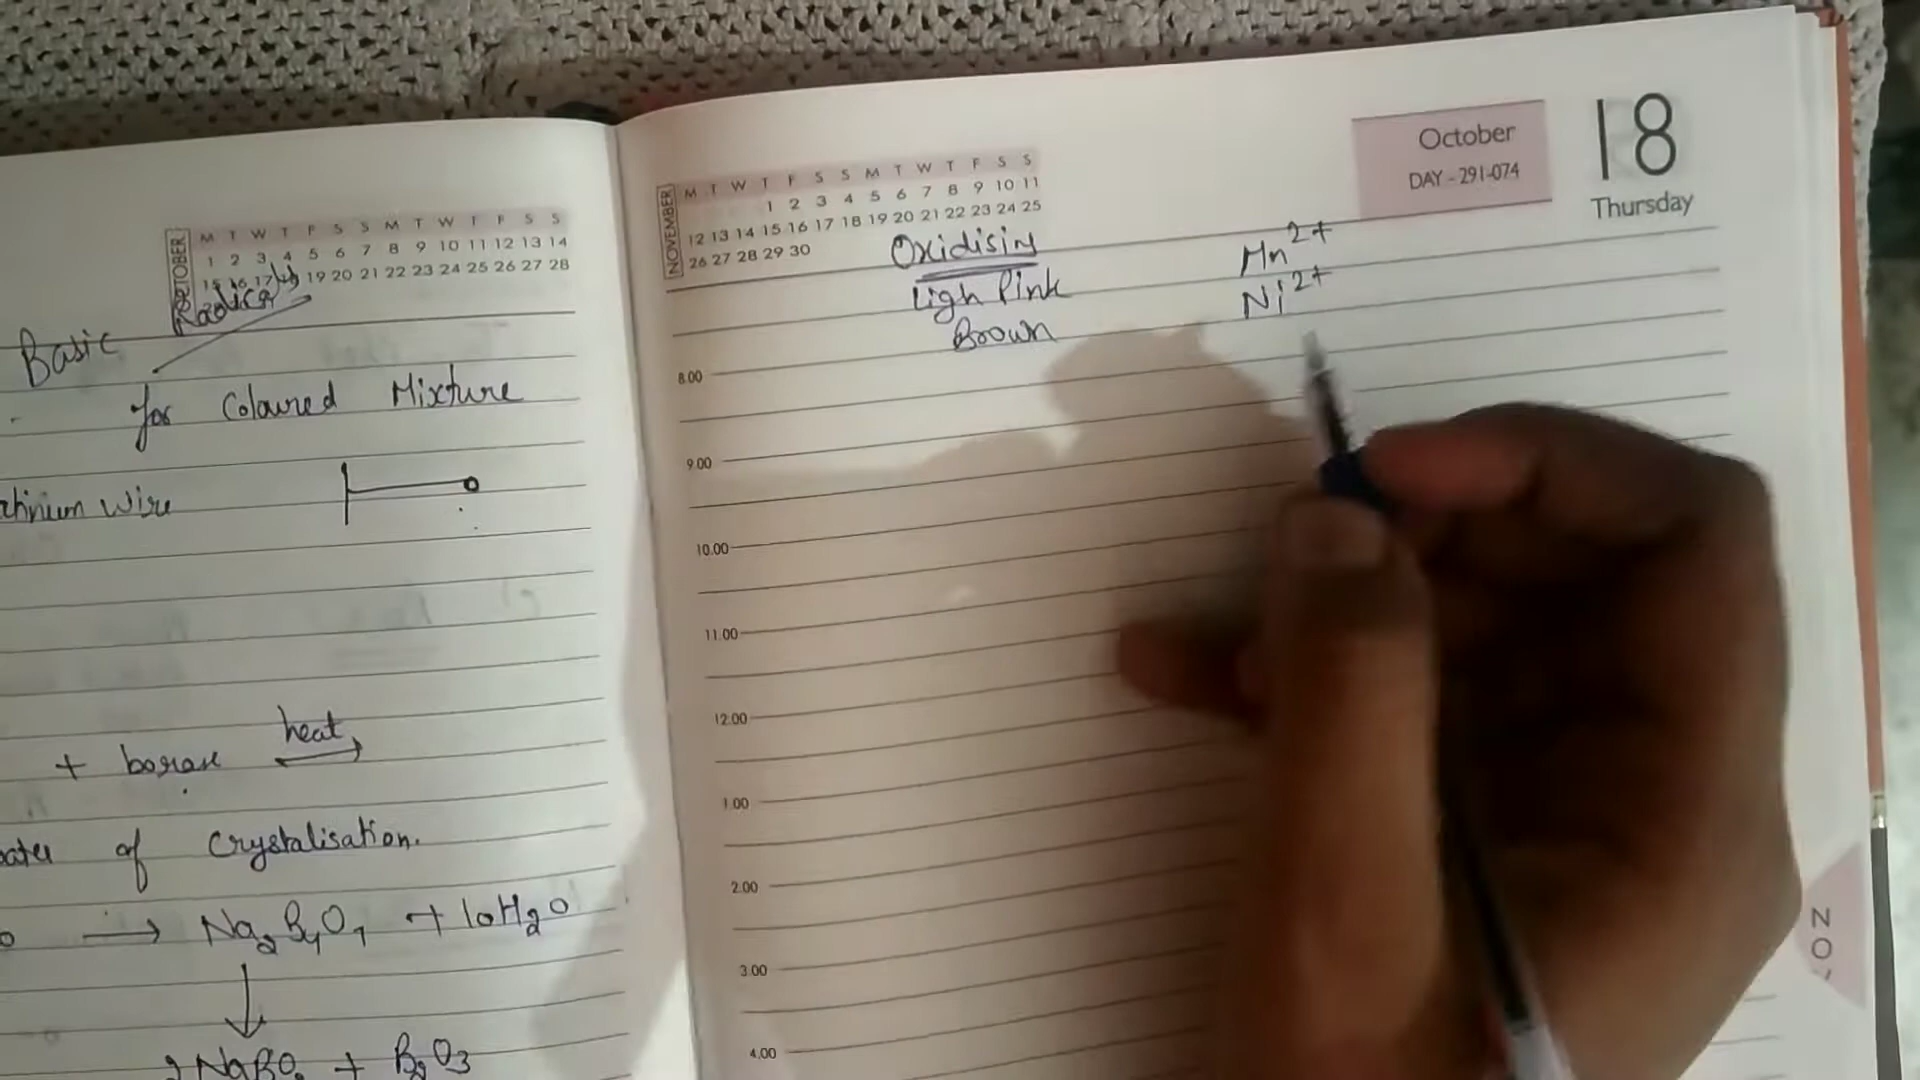 OCTOBER
M T W T F S S M T W T F S S
1 2 3 4 5 6 7 8 9 10 11 12 13 14
15 16 17 18 19 20 21 22 23 24 25 26 27 28
Basic Radical
for Coloured Mixture
Wire
+ borax heat
of Crystalisation.
→ Na2B4O7 + 10H2O
↓
+ B2O3
NOVEMBER
M T W T F S S M T W T F S S
1 2 3 4 5 6 7 8 9 10 11
12 13 14 15 16 17 18 19 20 21 22 23 24 25
26 27 28 29 30
October
DAY - 291-074
18
Thursday
Oxidising
Ligh Pink Mn2+
Brown Ni2+
8.00
9.00
10.00
11.00
12.00
1.00
2.00
3.00
4.00
NO